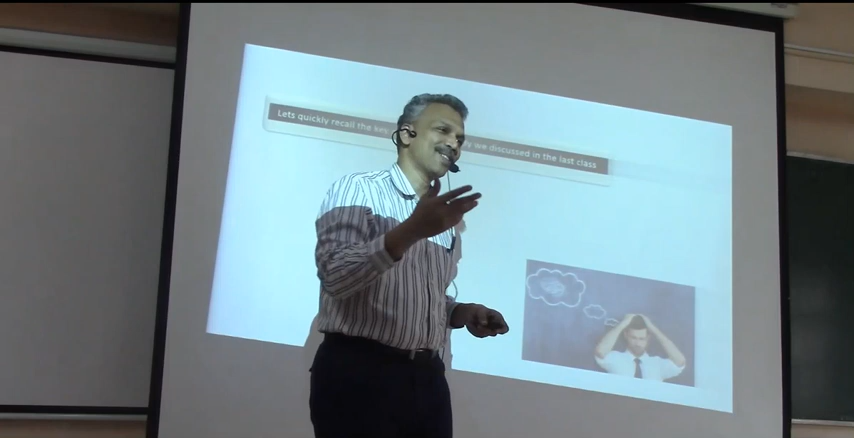 Lets quickly recall the key we discussed in the last class